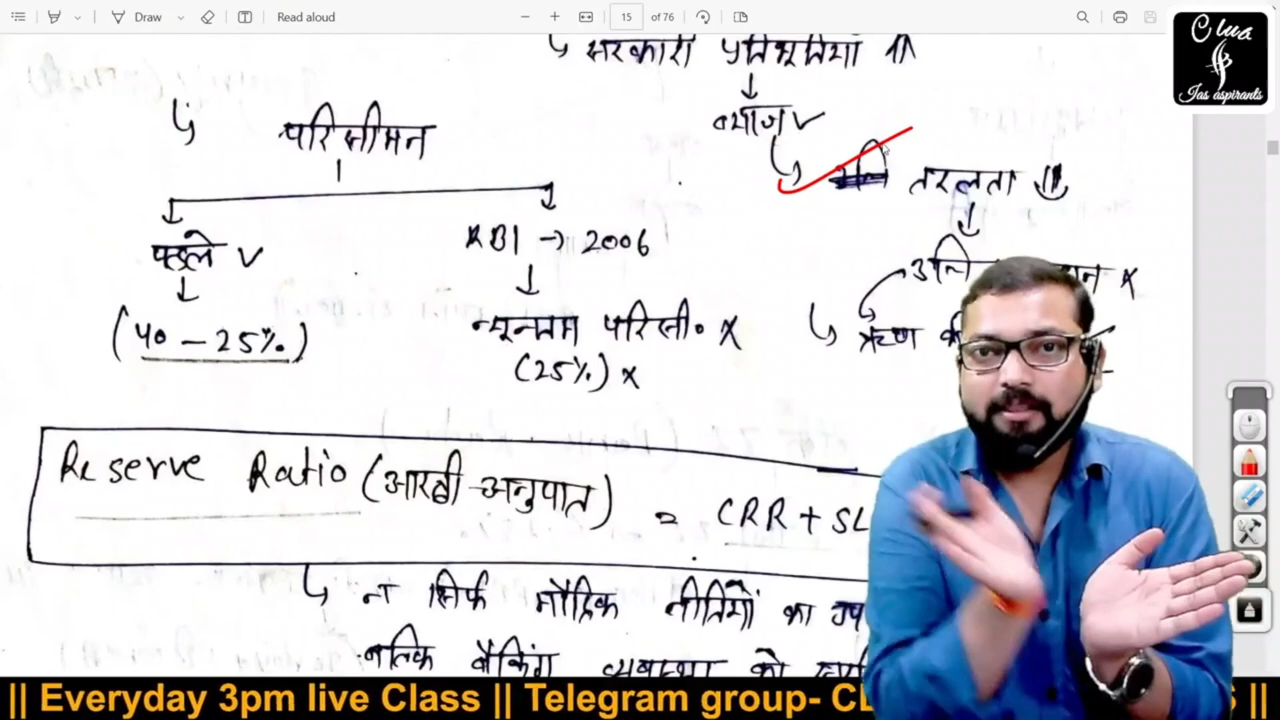 Draw
Read aloud
15 of 76
Clua
Ias aspirants
↳ सरकारी प्रतिभूतियां ↑↑
↓
ब्याज ✓
↳ परिसीमन
तरलता ↓↓
↓ ↓
पहले ✓
RBI → 2006
(40 - 25%)
न्यूनतम परिसी० x
ऋण
(25%) x
Reserve Ratio (आरक्षी अनुपात) = CRR + SL
↳ न सिर्फ मौद्रिक नीतियों का उप
बल्कि बैंकिंग व्यवस्था को
|| Everyday 3pm live Class || Telegram group- CL